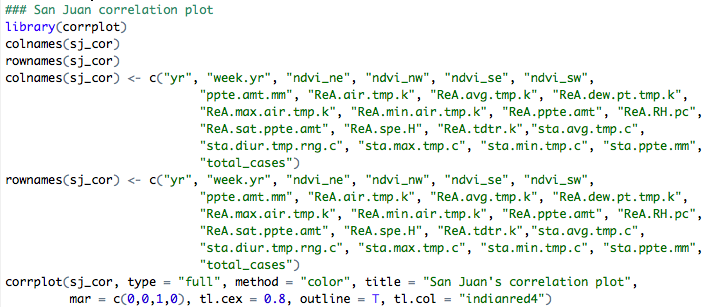 ### San Juan correlation plot
library(corrplot)
colnames(sj_cor)
rownames(sj_cor)
colnames(sj_cor) <- c("yr", "week.yr", "ndvi_ne", "ndvi_nw", "ndvi_se", "ndvi_sw",
"ppte.amt.mm", "ReA.air.tmp.k", "ReA.avg.tmp.k", "ReA.dew.pt.tmp.k",
"ReA.max.air.tmp.k", "ReA.min.air.tmp.k", "ReA.ppte.amt", "ReA.RH.pc",
"ReA.sat.ppte.amt", "ReA.spe.H", "ReA.tdtr.k","sta.avg.tmp.c",
"sta.diur.tmp.rng.c", "sta.max.tmp.c", "sta.min.tmp.c", "sta.ppte.mm",
"total_cases")
rownames(sj_cor) <- c("yr", "week.yr", "ndvi_ne", "ndvi_nw", "ndvi_se", "ndvi_sw",
"ppte.amt.mm", "ReA.air.tmp.k", "ReA.avg.tmp.k", "ReA.dew.pt.tmp.k",
"ReA.max.air.tmp.k", "ReA.min.air.tmp.k", "ReA.ppte.amt", "ReA.RH.pc",
"ReA.sat.ppte.amt", "ReA.spe.H", "ReA.tdtr.k","sta.avg.tmp.c",
"sta.diur.tmp.rng.c", "sta.max.tmp.c", "sta.min.tmp.c", "sta.ppte.mm",
"total_cases")
corrplot(sj_cor, type = "full", method = "color", title = "San Juan's correlation plot",
mar = c(0,0,1,0), tl.cex = 0.8, outline = T, tl.col = "indianred4")